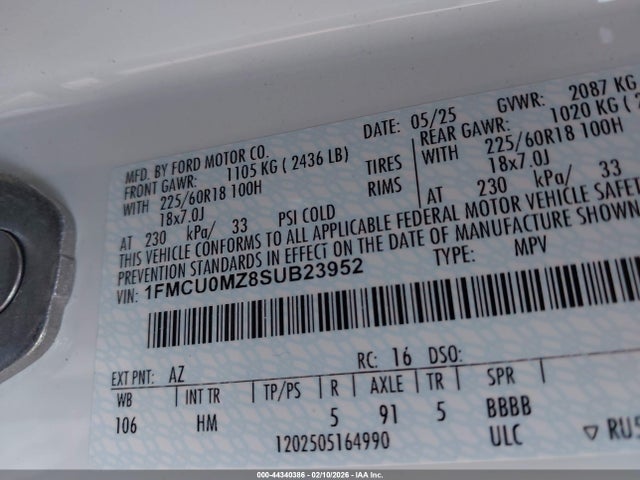 MFD. BY FORD MOTOR CO. DATE: 05/25 GVWR: 2087 KG
FRONT GAWR: 1105 KG ( 2436 LB) REAR GAWR: 1020 KG ( 2
WITH 225/60R18 100H TIRES WITH 225/60R18 100H
18x7.0J RIMS 18x7.0J
AT 230 kPa/ 33 PSI COLD AT 230 kPa/ 33
THIS VEHICLE CONFORMS TO ALL APPLICABLE FEDERAL MOTOR VEHICLE SAFET
PREVENTION STANDARDS IN EFFECT ON THE DATE OF MANUFACTURE SHOWN
VIN: 1FMCU0MZ8SUB23952 TYPE: MPV
EXT PNT: AZ RC: 16 DSO:
WB INT TR TP/PS R AXLE TR SPR
106 HM 5 91 5 BBBB
1202505164990 ULC ▽ RU5
000-44340386 - 02/10/2026 - IAA Inc.